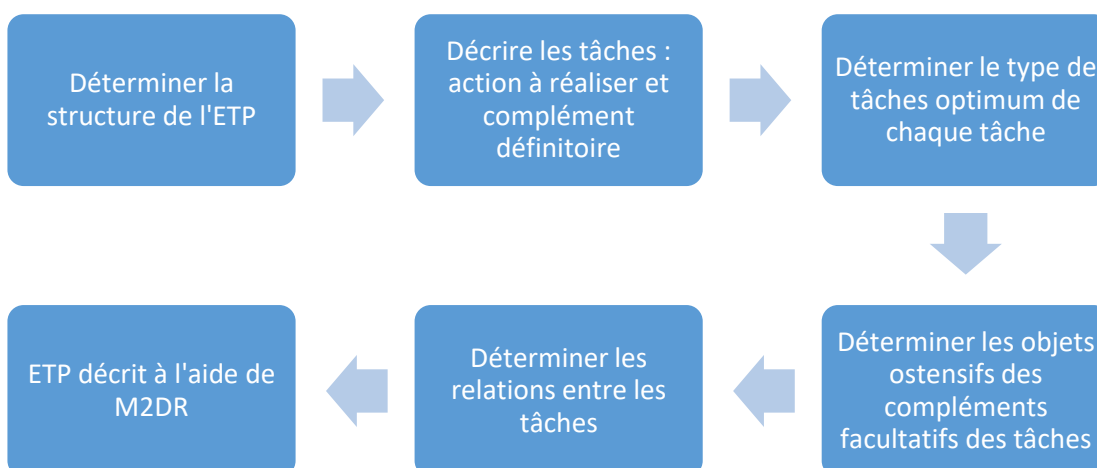 Déterminer la
structure de l'ETP
Décrire les tâches :
action à réaliser et
complément
définitoire
Déterminer le type de
tâches optimum de
chaque tâche
Déterminer les objets
ostensifs des
compléments
facultatifs des tâches
Déterminer les
relations entre les
tâches
ETP décrit à l'aide de
M2DR